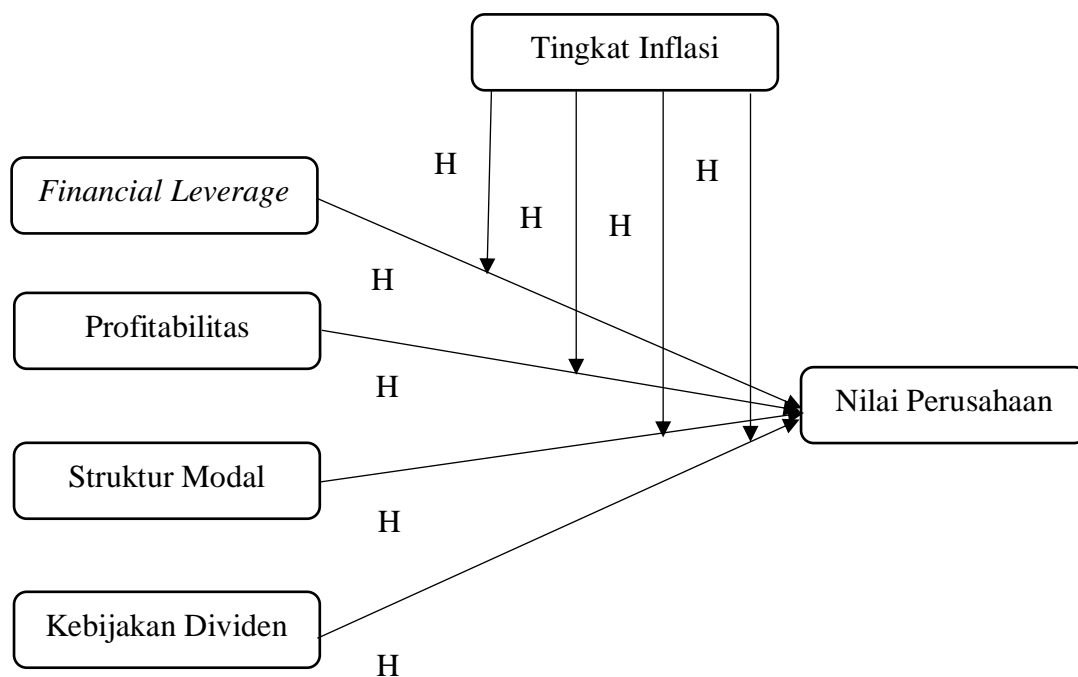 Tingkat Inflasi
H
H
Financial Leverage
H
H
H
Profitabilitas
H
Nilai Perusahaan
Struktur Modal
H
Kebijakan Dividen
H